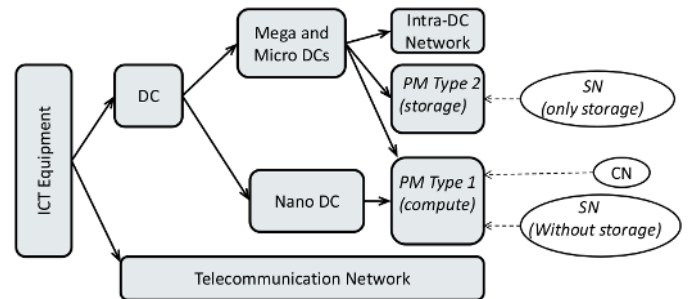 ICT Equipment
DC
Mega and
Micro DCs
Nano DC
Telecommunication Network
Intra-DC
Network
PM Type 2
(storage)
PM Type 1
(compute)
SN
(only storage)
CN
SN
(Without storage)